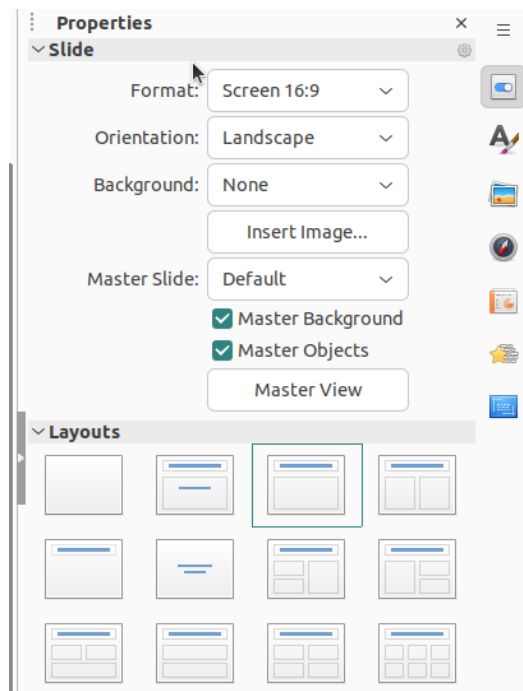 Properties
Slide
Format: Screen 16:9
Orientation: Landscape
Background: None
Insert Image...
Master Slide: Default
Master Background
Master Objects
Master View
Layouts